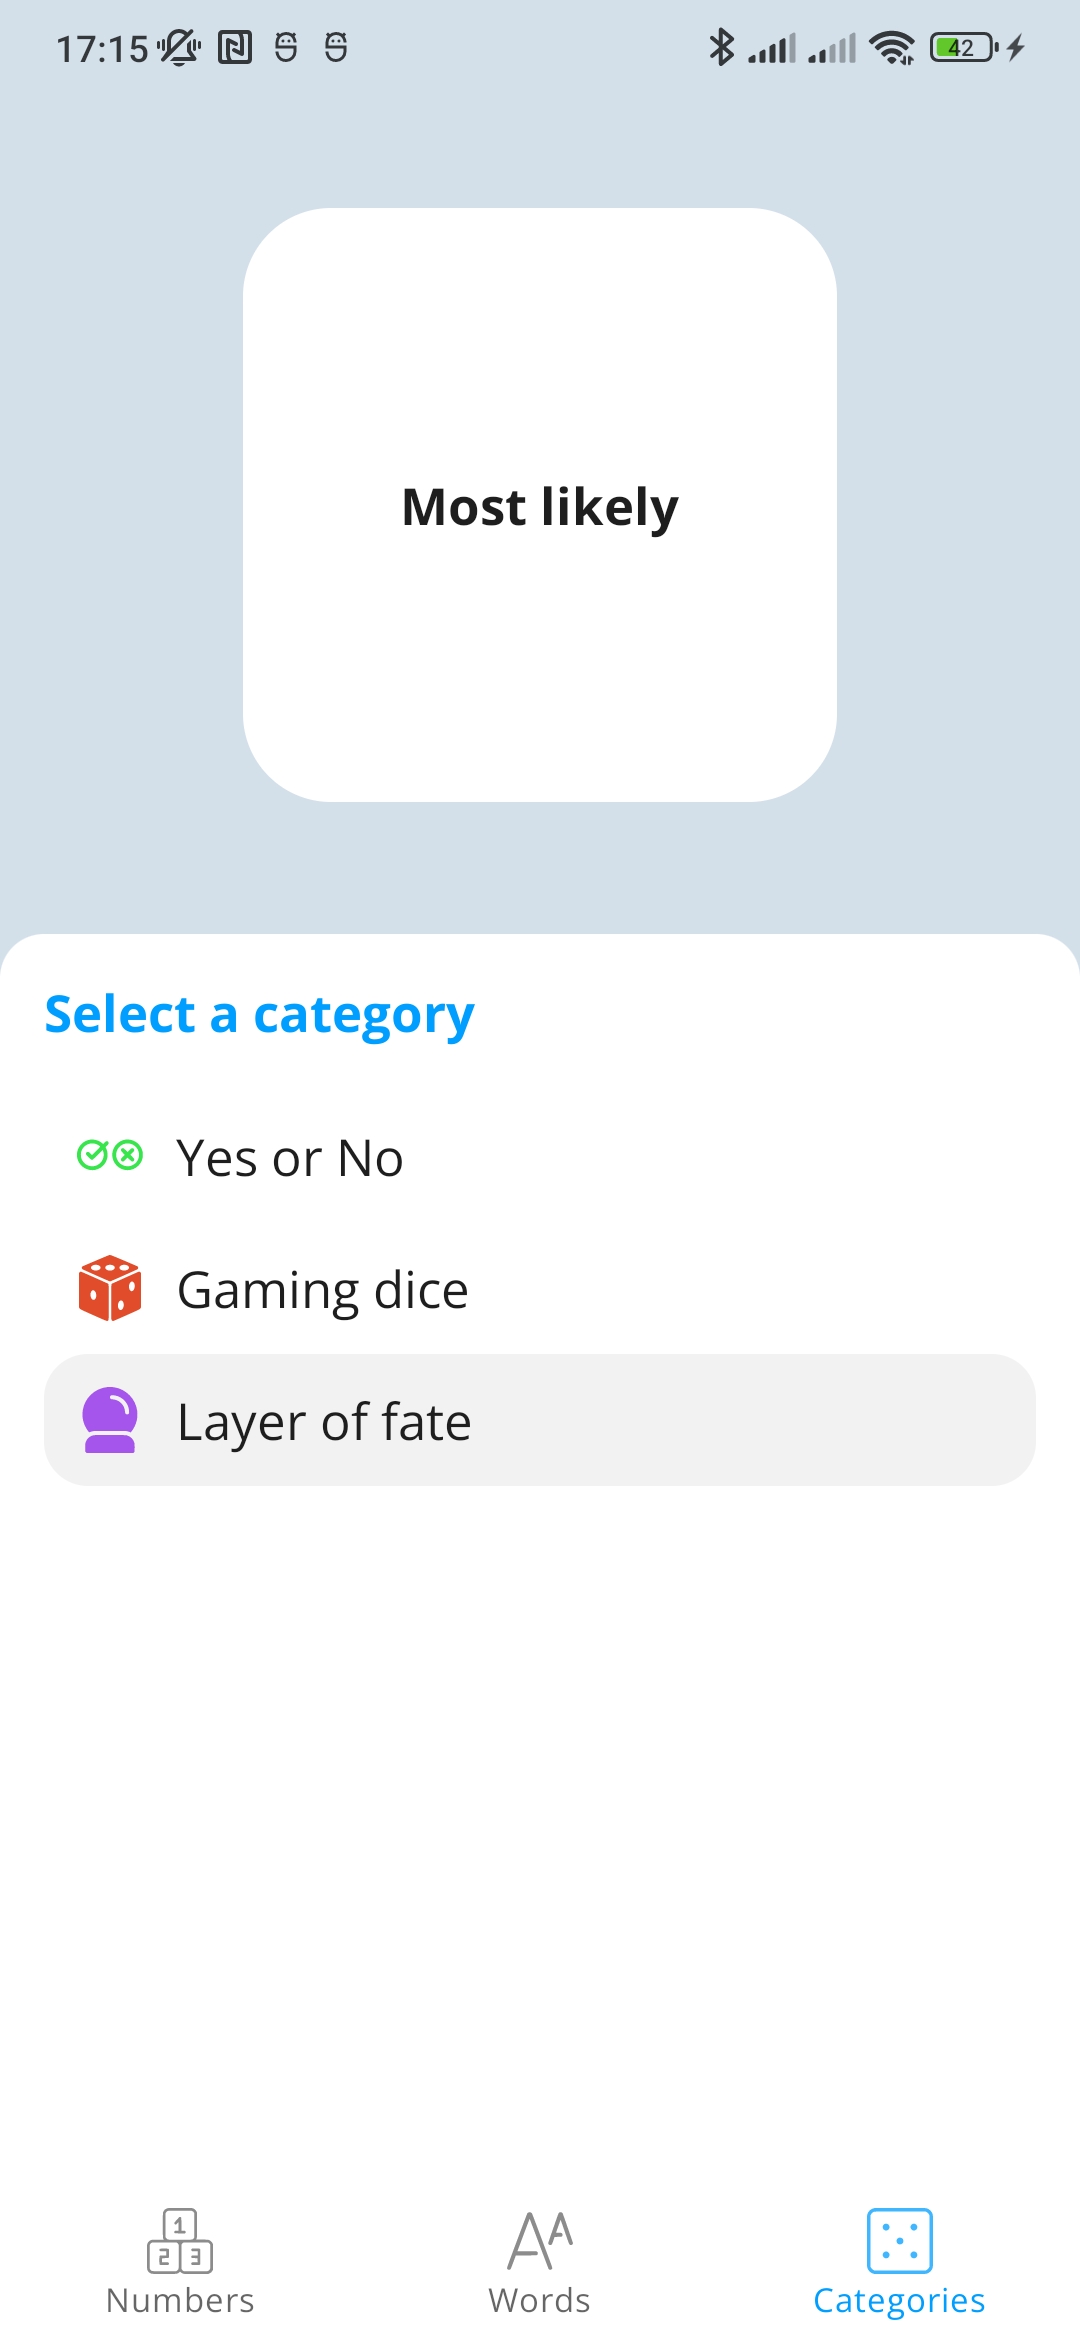 17:15
42
Most likely
Select a category
Yes or No
Gaming dice
Layer of fate
1
2 3
Numbers
Words
Categories